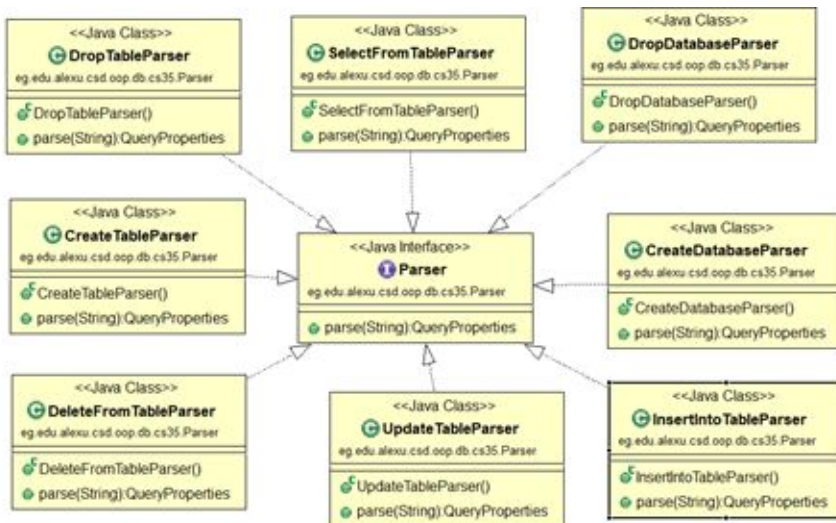 <<Java Class>>
DropTableParser
eg.edu.alexu.csd.oop.db.cs35.Parser
DropTableParser()
parse(String):QueryProperties
<<Java Class>>
SelectFromTableParser
eg.edu.alexu.csd.oop.db.cs35.Parser
SelectFromTableParser()
parse(String):QueryProperties
<<Java Class>>
DropDatabaseParser
eg.edu.alexu.csd.oop.db.cs35.Parser
DropDatabaseParser()
parse(String):QueryProperties
<<Java Class>>
CreateTableParser
eg.edu.alexu.csd.oop.db.cs35.Parser
CreateTableParser()
parse(String):QueryProperties
<<Java Interface>>
Parser
eg.edu.alexu.csd.oop.db.cs35.Parser
parse(String):QueryProperties
<<Java Class>>
CreateDatabaseParser
eg.edu.alexu.csd.oop.db.cs35.Parser
CreateDatabaseParser()
parse(String):QueryProperties
<<Java Class>>
DeleteFromTableParser
eg.edu.alexu.csd.oop.db.cs35.Parser
DeleteFromTableParser()
parse(String):QueryProperties
<<Java Class>>
UpdateTableParser
eg.edu.alexu.csd.oop.db.cs35.Parser
UpdateTableParser()
parse(String):QueryProperties
<<Java Class>>
InsertIntoTableParser
eg.edu.alexu.csd.oop.db.cs35.Parser
InsertIntoTableParser()
parse(String):QueryProperties